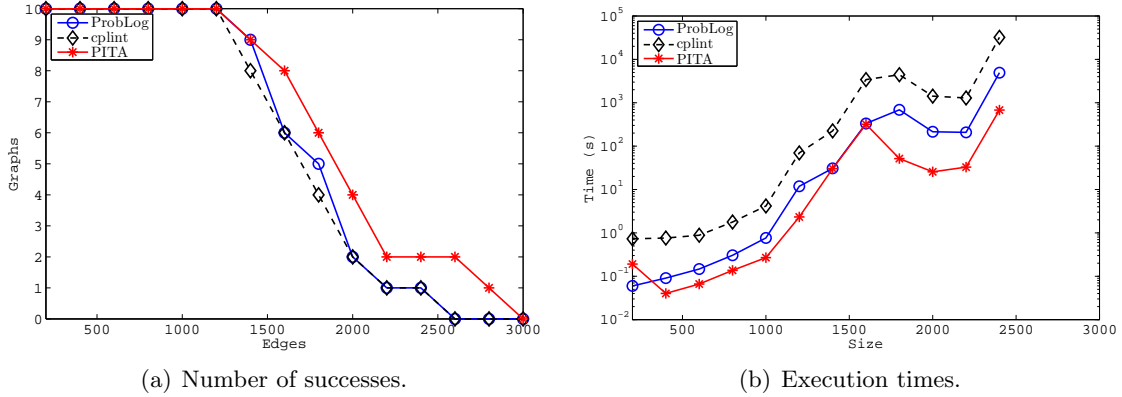 10
9
8
7
6
5
4
3
2
1
0
Graphs
500
1000
1500
2000
2500
3000
Edges
ProbLog
cplint
PITA
(a) Number of successes.
10^5
10^4
10^3
10^2
10^1
10^0
10^-1
10^-2
Time (s)
500
1000
1500
2000
2500
3000
Size
ProbLog
cplint
PITA
(b) Execution times.